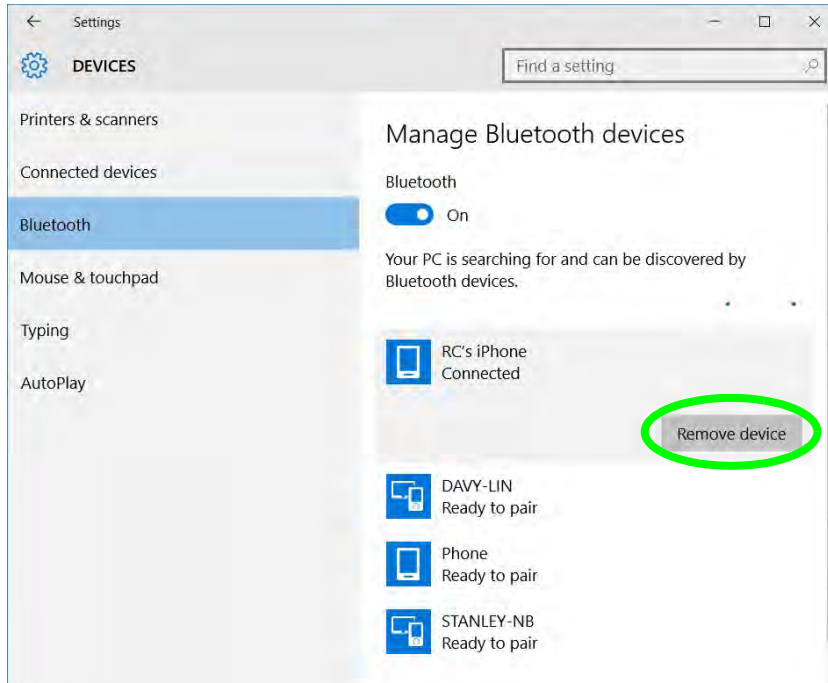 Settings
DEVICES
Find a setting
Printers & scanners
Connected devices
Bluetooth
Mouse & touchpad
Typing
AutoPlay
Manage Bluetooth devices
Bluetooth
On
Your PC is searching for and can be discovered by
Bluetooth devices.
RC's iPhone
Connected
Remove device
DAVY-LIN
Ready to pair
Phone
Ready to pair
STANLEY-NB
Ready to pair